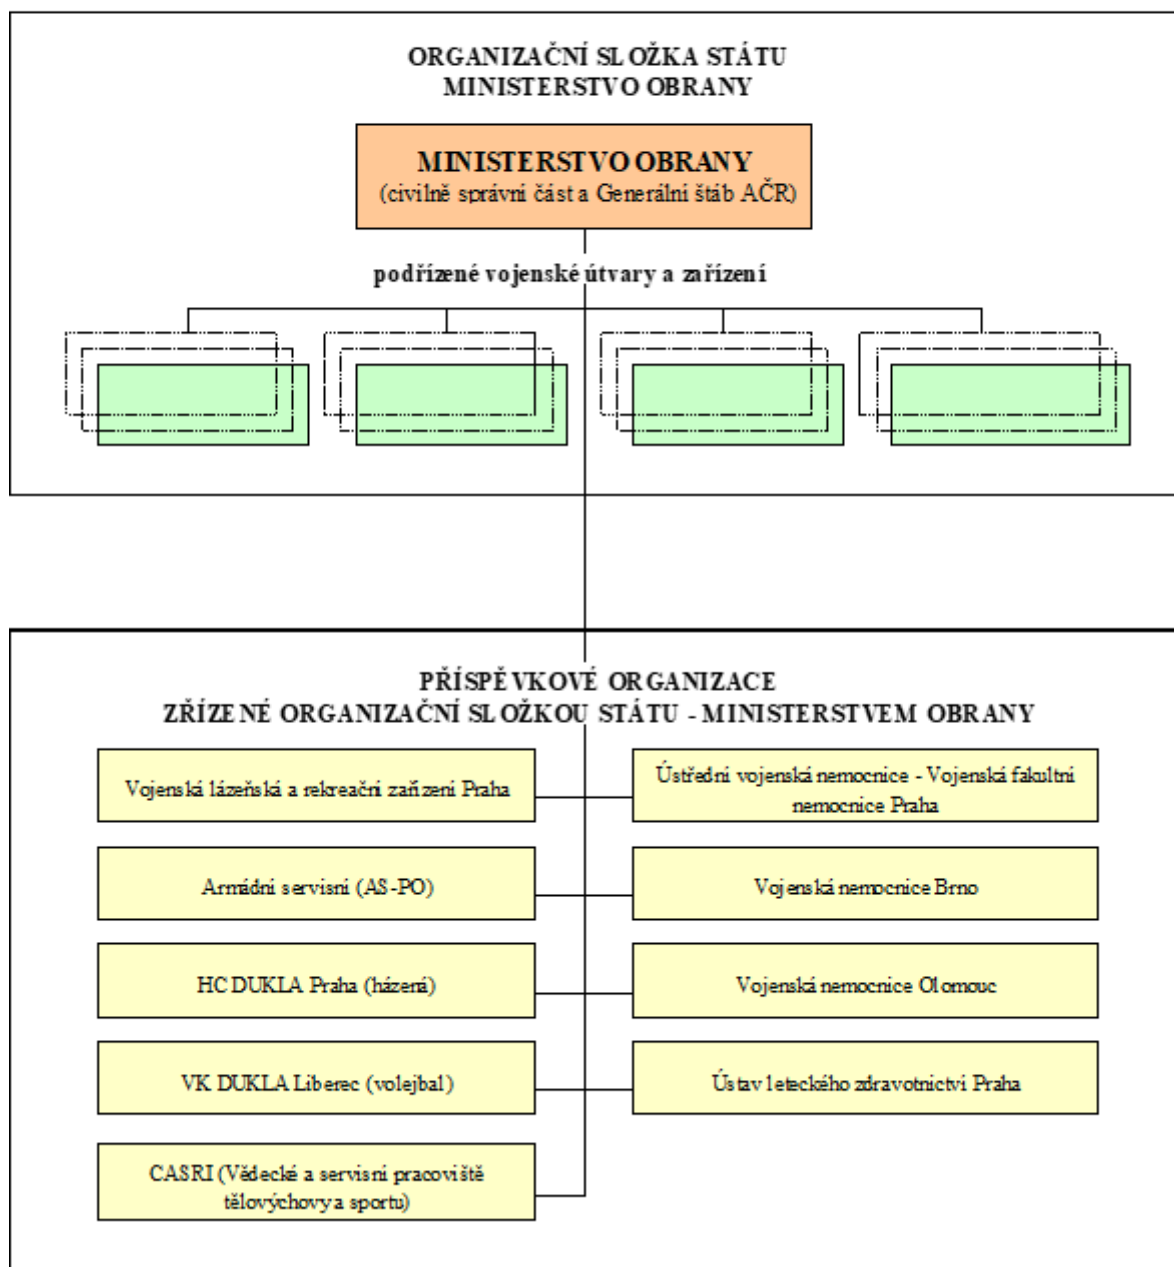 ORGANIZAČNÍ SLOŽKA STÁTU
MINISTERSTVO OBRANY
MINISTERSTVO OBRANY
(civilně správní část a Generální štáb AČR)
podřízené vojenské útvary a zařízení
PŘÍSPĚVKOVÉ ORGANIZACE
ZŘÍZENÉ ORGANIZAČNÍ SLOŽKOU STÁTU - MINISTERSTVEM OBRANY
Vojenská lázeňská a rekreační zařízení Praha
Ústřední vojenská nemocnice - Vojenská fakultní
nemocnice Praha
Armádní servisní (AS-PO)
Vojenská nemocnice Brno
HC DUKLA Praha (házená)
Vojenská nemocnice Olomouc
VK DUKLA Liberec (volejbal)
Ústav leteckého zdravotnictví Praha
CASRI (Vědecké a servisní pracoviště
tělovýchovy a sportu)